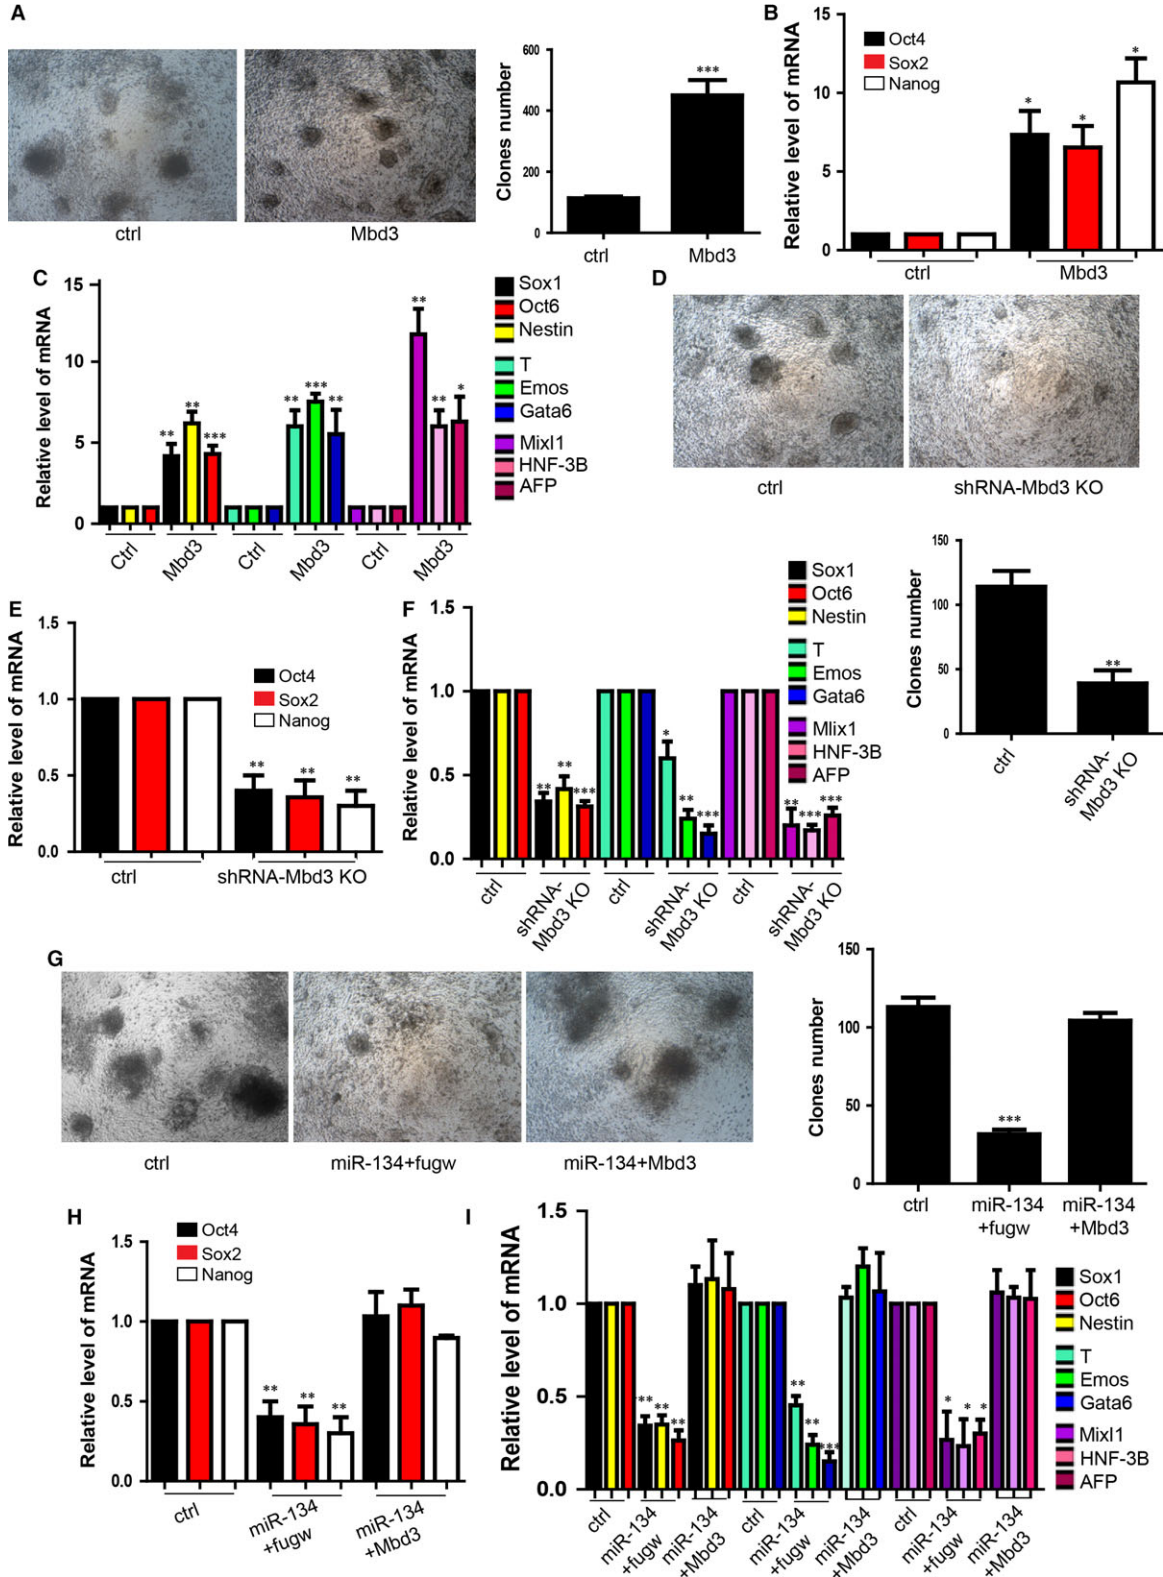 A
ctrl
Mbd3
Clones number
600
400
200
0
***
ctrl
Mbd3
B
Relative level of mRNA
15
10
5
0
Oct4
Sox2
Nanog
*
*
*
ctrl
Mbd3
C
Relative level of mRNA
15
10
5
0
**
**
***
**
***
**
**
**
*
Ctrl
Mbd3
Ctrl
Mbd3
Ctrl
Mbd3
Sox1
Oct6
Nestin
T
Emos
Gata6
Mixl1
HNF-3B
AFP
D
ctrl
shRNA-Mbd3 KO
Clones number
150
100
50
0
**
ctrl
shRNA-
Mbd3 KO
E
Relative level of mRNA
1.5
1.0
0.5
0.0
Oct4
Sox2
Nanog
**
**
**
ctrl
shRNA-Mbd3 KO
F
Relative level of mRNA
1.5
1.0
0.5
0.0
**
**
***
*
**
***
**
***
***
ctrl
shRNA-
Mbd3 KO
ctrl
shRNA-
Mbd3 KO
ctrl
shRNA-
Mbd3 KO
Sox1
Oct6
Nestin
T
Emos
Gata6
Mlix1
HNF-3B
AFP
G
ctrl
miR-134+fugw
miR-134+Mbd3
Clones number
150
100
50
0
***
ctrl
miR-134
+fugw
miR-134
+Mbd3
H
Relative level of mRNA
1.5
1.0
0.5
0.0
Oct4
Sox2
Nanog
**
**
**
ctrl
miR-134
+fugw
miR-134
+Mbd3
I
Relative level of mRNA
1.5
1.0
0.5
0.0
***
**
**
**
**
***
*
*
*
ctrl
miR-134
+fugw
miR-134
+Mbd3
ctrl
miR-134
+fugw
miR-134
+Mbd3
ctrl
miR-134
+fugw
miR-134
+Mbd3
Sox1
Oct6
Nestin
T
Emos
Gata6
Mixl1
HNF-3B
AFP